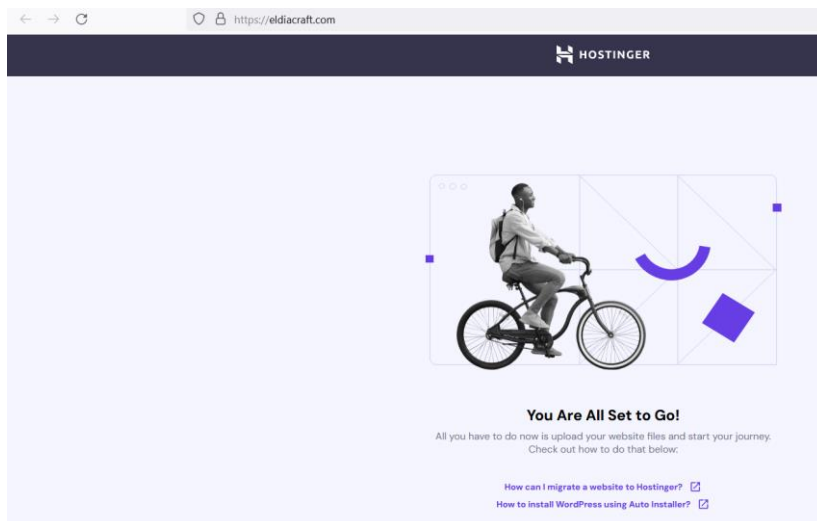 https://eldiacraft.com
HOSTINGER
You Are All Set to Go!
All you have to do now is upload your website files and start your journey.
Check out how to do that below:
How can I migrate a website to Hostinger?
How to install WordPress using Auto Installer?